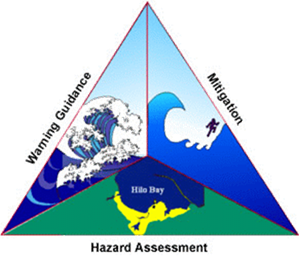 Warning Guidance
Mitigation
Hilo Bay
Hazard Assessment